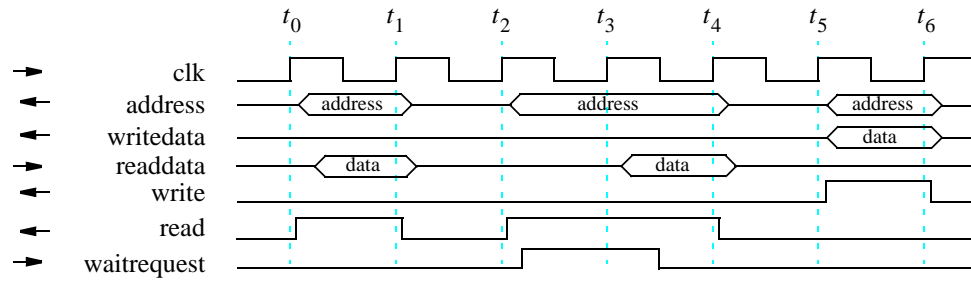 t0 t1 t2 t3 t4 t5 t6
clk
address address address address
writedata data
readdata data data
write
read
waitrequest